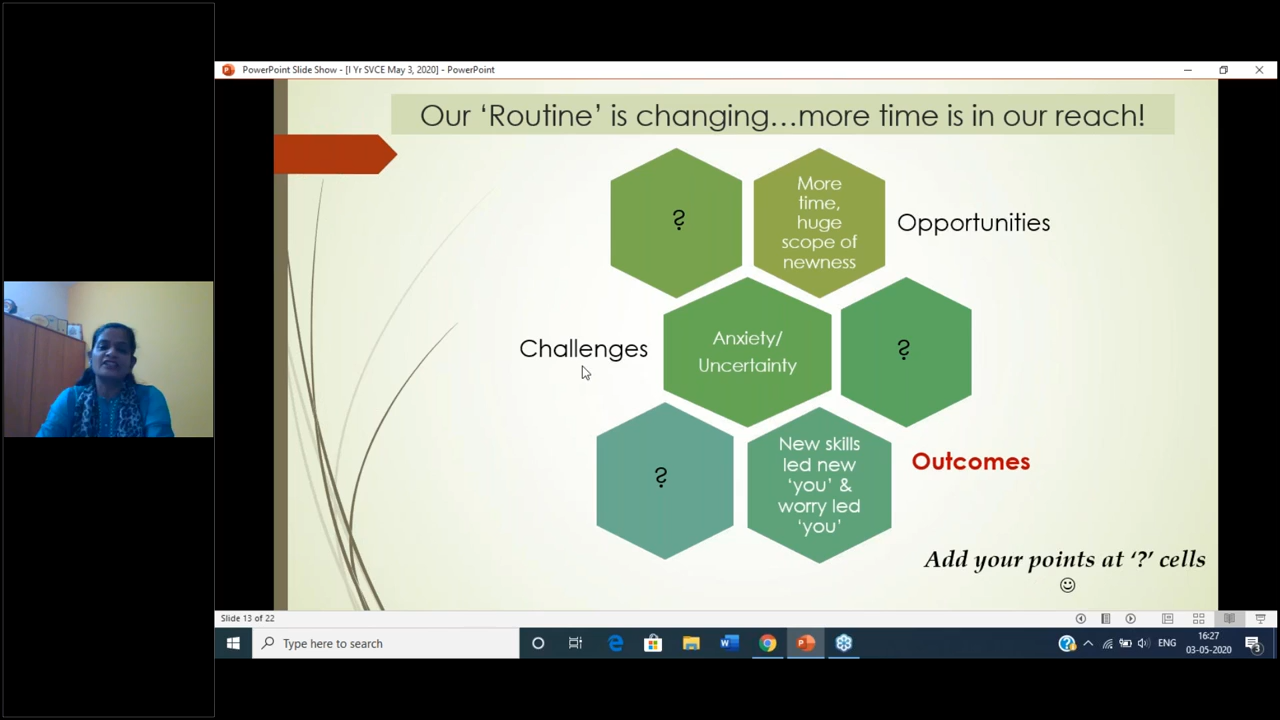 PowerPoint Slide Show - [I Yr SVCE May 3, 2020] - PowerPoint
Our ‘Routine’ is changing...more time is in our reach!
?
More
time,
huge
scope of
newness
Opportunities
Challenges
Anxiety/
Uncertainty
?
?
New skills
led new
‘you’ &
worry led
‘you’
Outcomes
Add your points at ‘?’ cells
☺
Slide 13 of 22
Type here to search
ENG
16:27
03-05-2020
3